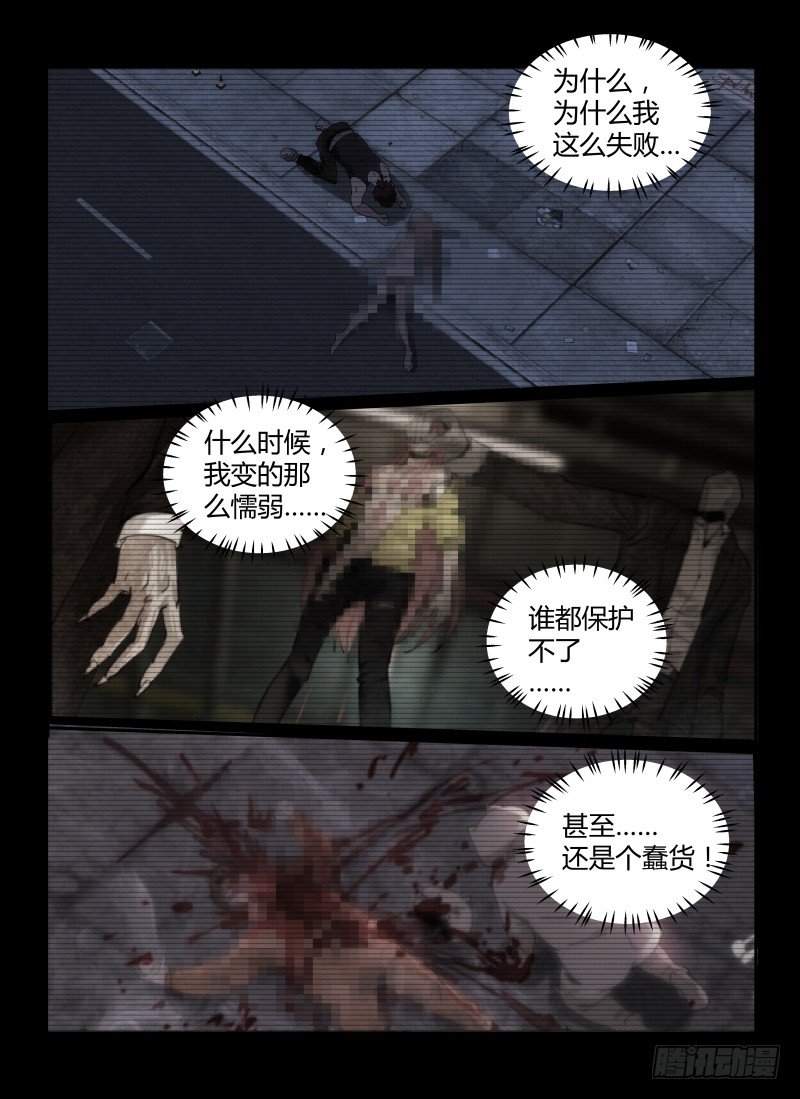 为什么，
为什么我
这么失败...
什么时候，
我变的那
么懦弱......
谁都保护
不了
......
甚至......
还是个蠢货！
腾讯动漫